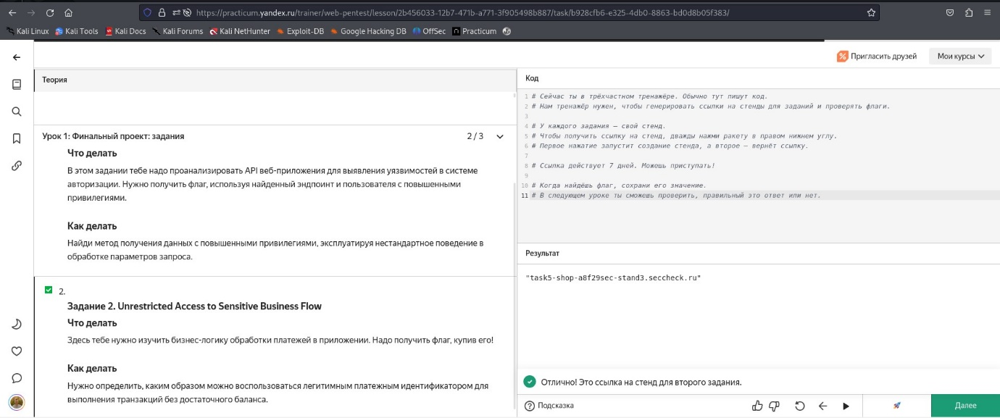 https://practicum.yandex.ru/trainer/web-pentest/lesson/2b456033-12b7-471b-a771-3f905498b887/task/b928cfb6-e325-4db0-8863-bd0d8b05f383/
Kali Linux Kali Tools Kali Docs Kali Forums Kali NetHunter Exploit-DB Google Hacking DB OffSec Practicum
Пригласить друзей Мои курсы
Теория
Урок 1: Финальный проект: задания 2 / 3
Что делать
В этом задании тебе надо проанализировать API веб-приложения для выявления уязвимостей в системе
авторизации. Нужно получить флаг, используя найденный эндпоинт и пользователя с повышенными
привилегиями.
Как делать
Найди метод получения данных с повышенными привилегиями, эксплуатируя нестандартное поведение в
обработке параметров запроса.
2.
Задание 2. Unrestricted Access to Sensitive Business Flow
Что делать
Здесь тебе нужно изучить бизнес-логику обработки платежей в приложении. Надо получить флаг, купив его!
Как делать
Нужно определить, каким образом можно воспользоваться легитимным платежным идентификатором для
выполнения транзакций без достаточного баланса.
Код
1 # Сейчас ты в трёхчастном тренажёре. Обычно тут пишут код.
2 # Нам тренажёр нужен, чтобы генерировать ссылки на стенды для заданий и проверять флаги.
3
4 # У каждого задания — свой стенд.
5 # Чтобы получить ссылку на стенд, дважды нажми ракету в правом нижнем углу.
6 # Первое нажатие запустит создание стенда, а второе — вернёт ссылку.
7
8 # Ссылка действует 7 дней. Можешь приступать!
9
10 # Когда найдёшь флаг, сохрани его значение.
11 # В следующем уроке ты сможешь проверить, правильный это ответ или нет.
Результат
"task5-shop-a8f29sec-stand3.seccheck.ru"
Отлично! Это ссылка на стенд для второго задания.
Подсказка
Далее